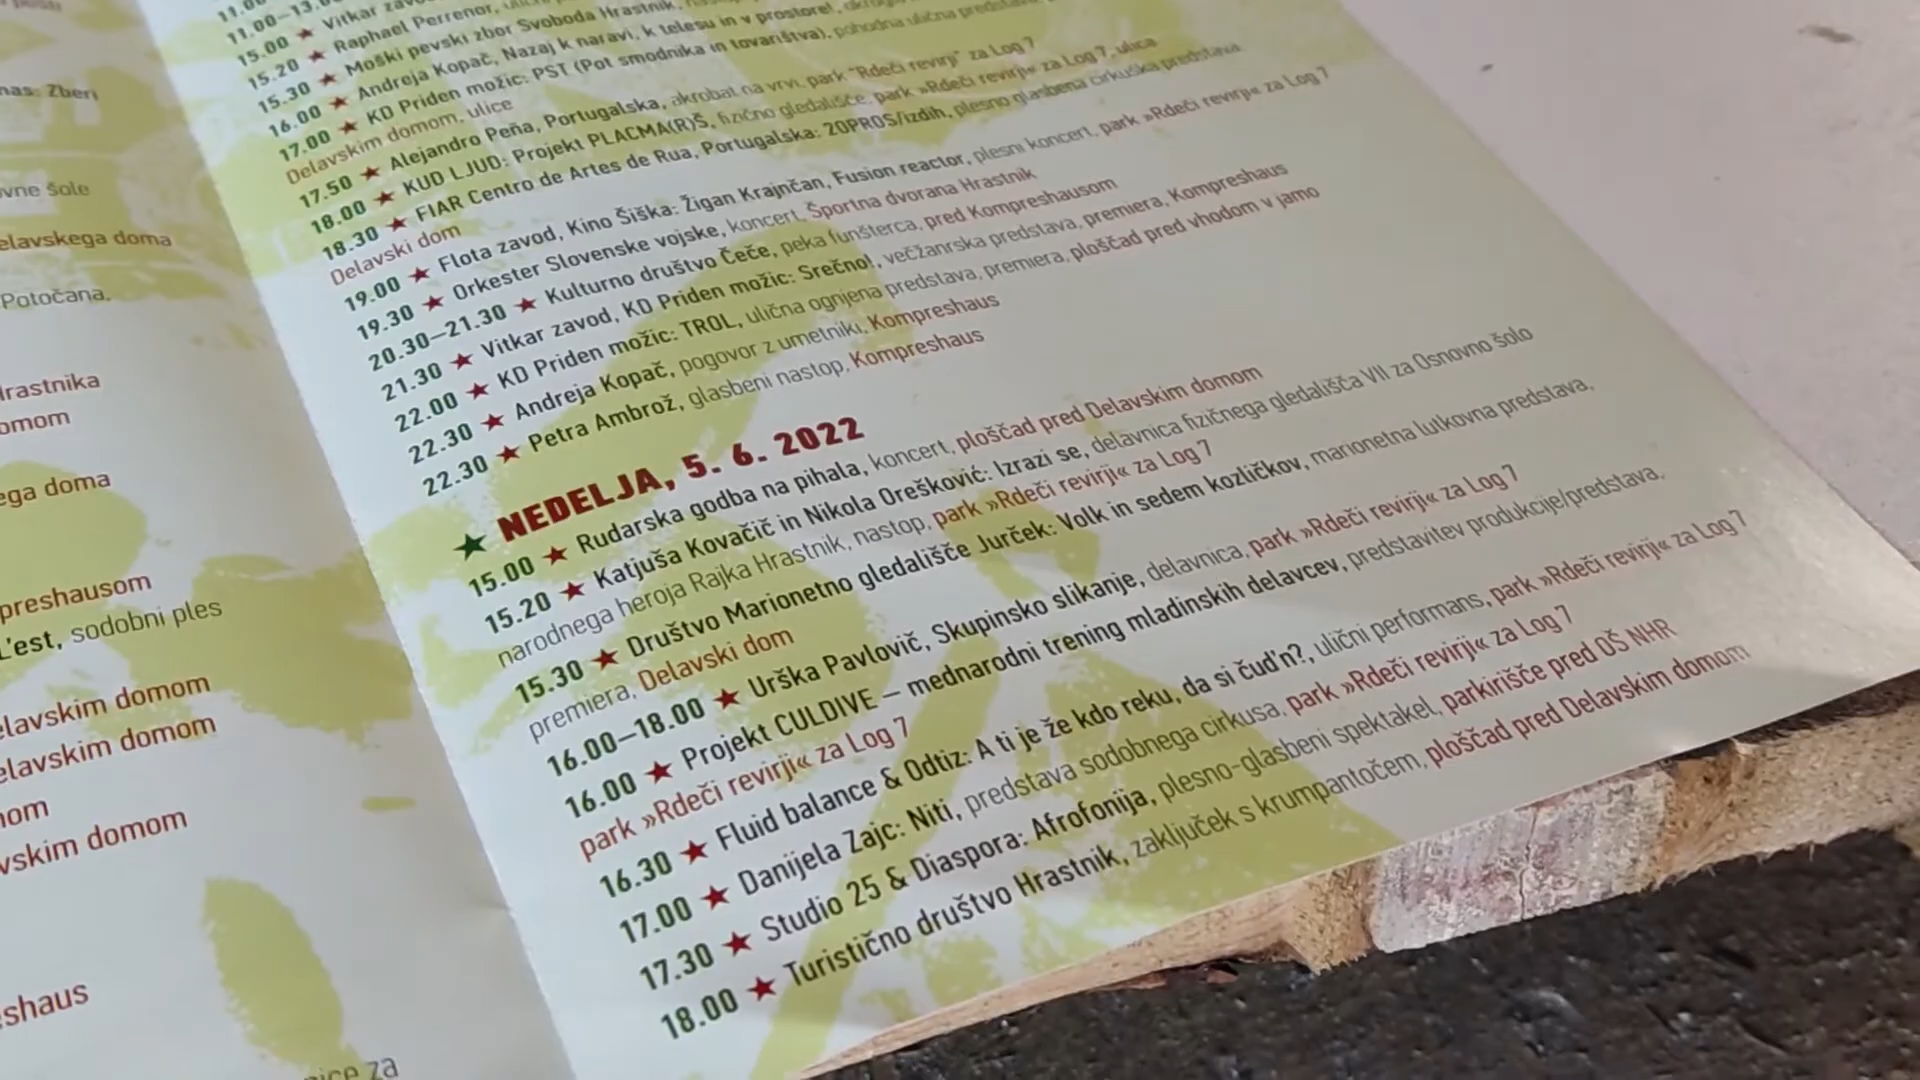 11.00
11.00–13.00
15.00 ★ Vitkar zavod
15.20 ★ Raphael Perrenor,
15.30 ★ Moški pevski zbor Svoboda Hrastnik,
16.00 ★ Andreja Kopač, Nazaj k naravi, k telesu in v prostore!,
17.00 ★ KD Priden možic: PST (Pot smodnika in tovarištva), pohodna ulična predstava,
Delavskim domom, ulice
17.50 ★ Alejandro Peña, Portugalska, akrobat na vrvi, park "Rdeči revirji" za Log 7
18.00 ★ KUD LJUD: Projekt PLACMA(R)Š, fizično gledališče, park »Rdeči revirji« za Log 7, ulica
18.30 ★ FIAR Centro de Artes de Rua, Portugalska: 2OPROS/izdih, plesno glasbena cirkuška predstava,
Delavski dom
19.00 ★ Flota zavod, Kino Šiška: Žigan Krajnčan, Fusion reactor, plesni koncert, park »Rdeči revirji« za Log 7
19.30 ★ Orkester Slovenske vojske, koncert, Športna dvorana Hrastnik
20.30–21.30 ★ Kulturno društvo Čeče, peka funšterca, pred Kompreshausom
21.30 ★ Vitkar zavod, KD Priden možic: Srečno!, večžanrska predstava, premiera, Kompreshaus
22.00 ★ KD Priden možic: TROL, ulična ognjena predstava, premiera, ploščad pred vhodom v jamo
22.30 ★ Andreja Kopač, pogovor z umetniki, Kompreshaus
22.30 ★ Petra Ambrož, glasbeni nastop, Kompreshaus
★ NEDELJA, 5. 6. 2022
15.00 ★ Rudarska godba na pihala, koncert, ploščad pred Delavskim domom
15.20 ★ Katjuša Kovačič in Nikola Orešković: Izrazi se, delavnica fizičnega gledališča VII za Osnovno šolo
narodnega heroja Rajka Hrastnik, nastop, park »Rdeči revirji« za Log 7
15.30 ★ Društvo Marionetno gledališče Jurček: Volk in sedem kozličkov, marionetna lutkovna predstava,
premiera, Delavski dom
16.00–18.00 ★ Urška Pavlovič, Skupinsko slikanje, delavnica, park »Rdeči revirji« za Log 7
16.00 ★ Projekt CULDIVE – mednarodni trening mladinskih delavcev, predstavitev produkcije/predstava,
park »Rdeči revirji« za Log 7
16.30 ★ Fluid balance & Odtiz: A ti je že kdo reku, da si čud'n?, ulični performans, park »Rdeči revirji« za Log 7
17.00 ★ Danijela Zajc: Niti, predstava sodobnega cirkusa, park »Rdeči revirji« za Log 7
17.30 ★ Studio 25 & Diaspora: Afrofonija, plesno-glasbeni spektakel, parkirišče pred OŠ NHR
18.00 ★ Turistično društvo Hrastnik, zaključek s krumpantočem, ploščad pred Delavskim domom
nas: Zberi
vne šole
elavskega doma
Potočana,
Hrastnika
omom
ega doma
preshausom
L'est, sodobni ples
elavskim domom
elavskim domom
mom
vskim domom
shaus
nice za